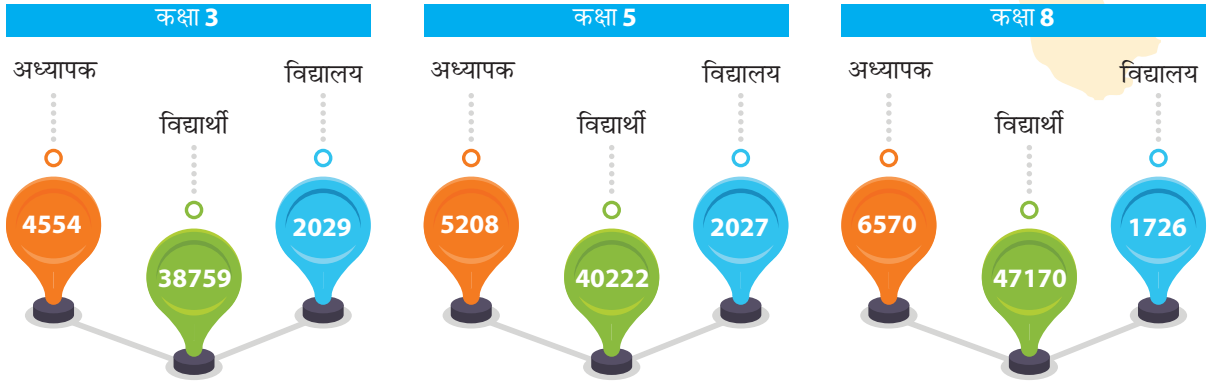 कक्षा 3
अध्यापक
विद्यालय
विद्यार्थी
4554
2029
38759
कक्षा 5
अध्यापक
विद्यालय
विद्यार्थी
5208
2027
40222
कक्षा 8
अध्यापक
विद्यालय
विद्यार्थी
6570
1726
47170